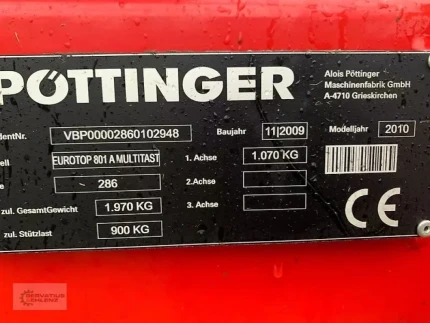 PÖTTINGER
Alois Pöttinger
Maschinenfabrik GmbH
A-4710 Grieskirchen
dentNr. VBP00002860102948 Baujahr 11|2009 Modelljahr 2010
ell EUROTOP 801 A MULTITAST 1. Achse 1.070 KG
e 286 2. Achse
zul. GesamtGewicht 1.970 KG 3. Achse
zul. Stützlast 900 KG
CE
SERVATIUS
EHLENZ